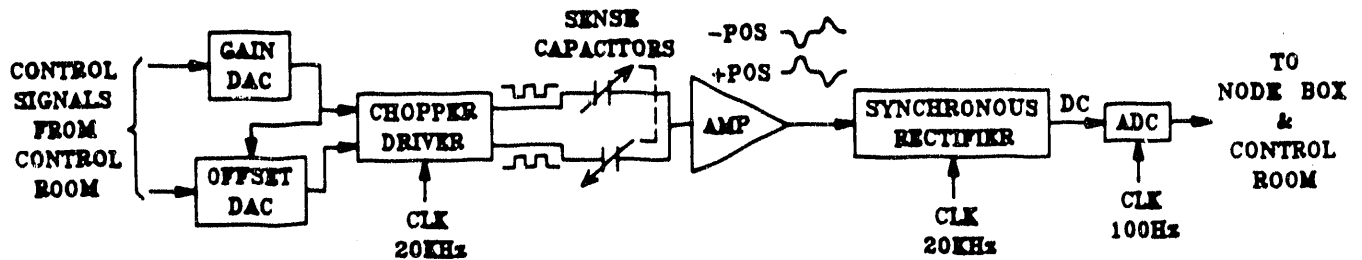 CONTROL
SIGNALS
FROM
CONTROL
ROOM
GAIN
DAC
OFFSET
DAC
CHOPPER
DRIVER
CLK
20KHz
SENSE
CAPACITORS
-POS
+POS
AMP
SYNCHRONOUS
RECTIFIER
CLK
20KHz
DC
ADC
CLK
100Hz
TO
NODE BOX
&
CONTROL
ROOM